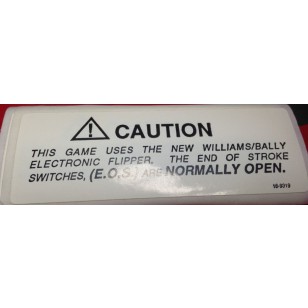 CAUTION
THIS GAME USES THE NEW WILLIAMS/BALLY
ELECTRONIC FLIPPER. THE END OF STROKE
SWITCHES, (E.O.S.) ARE NORMALLY OPEN.